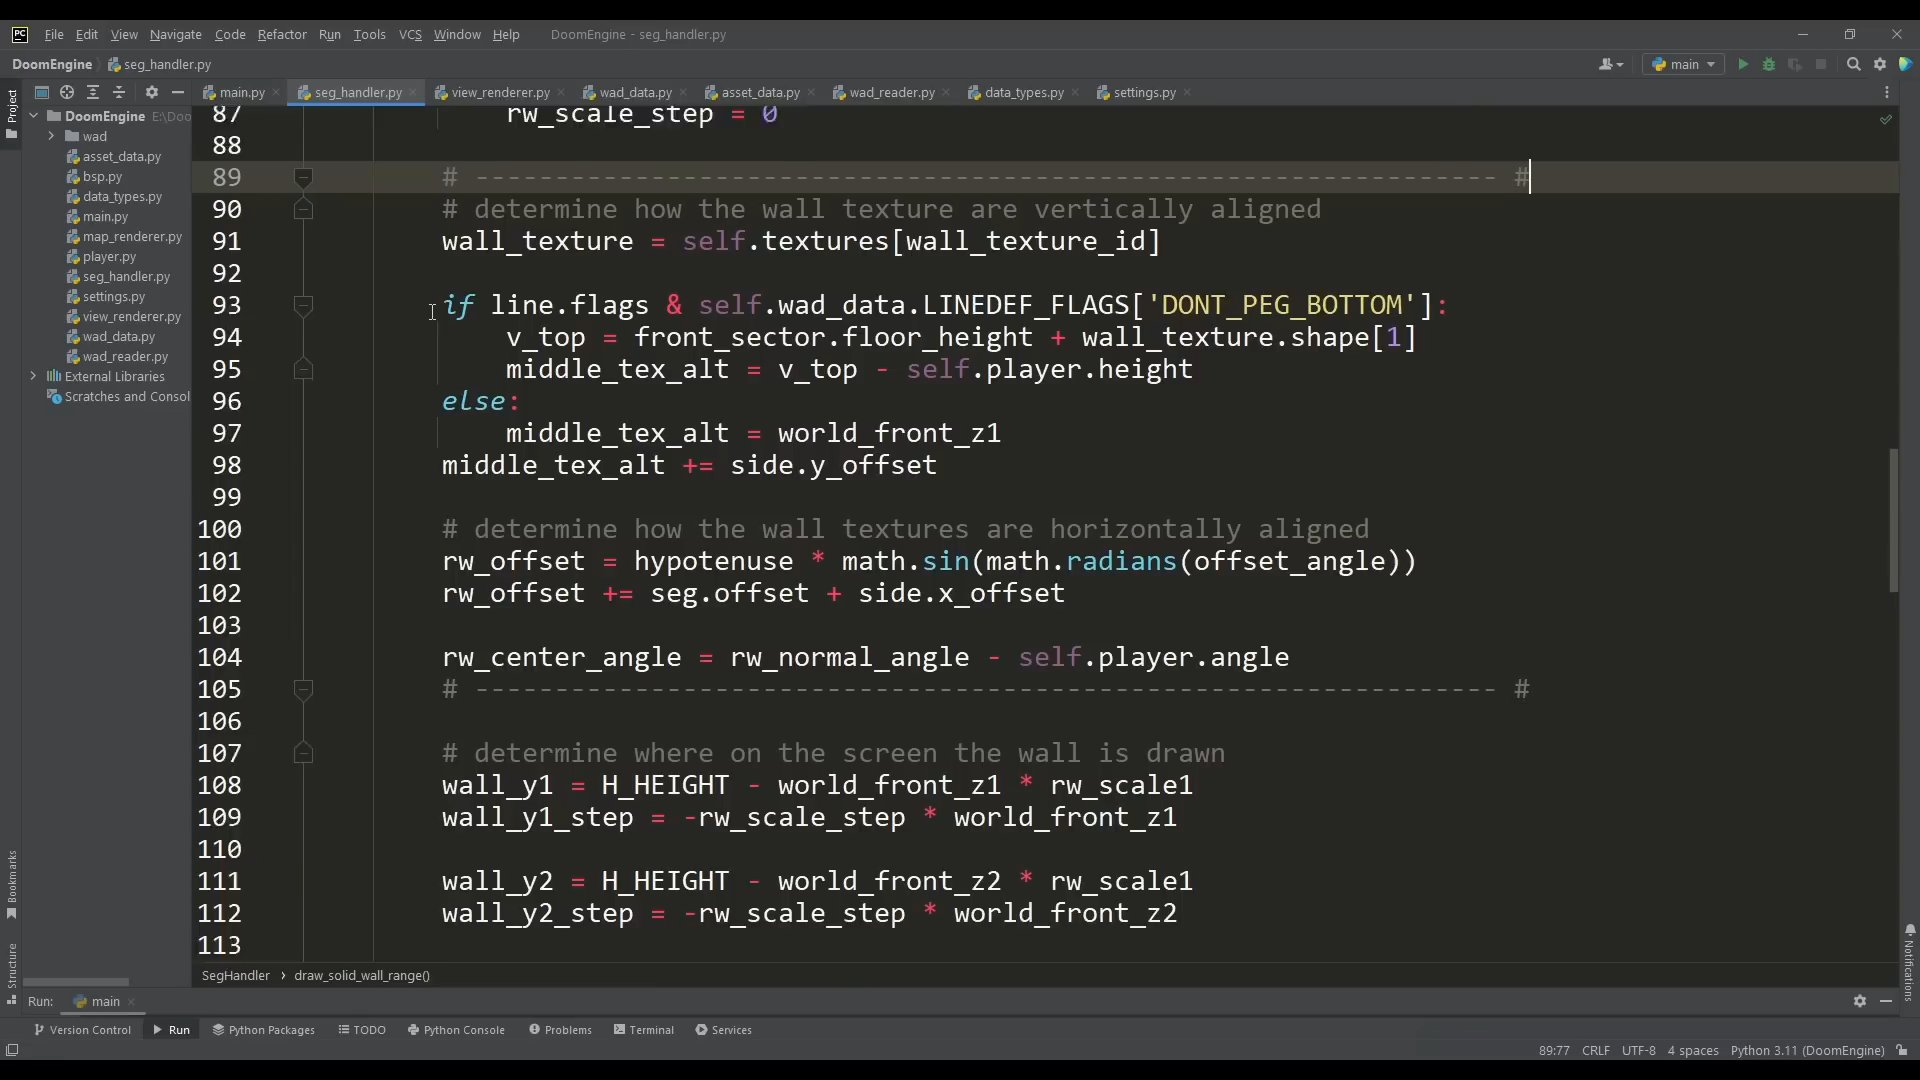 PC File Edit View Navigate Code Refactor Run Tools VCS Window Help DoomEngine - seg_handler.py
DoomEngine seg_handler.py main
main.py seg_handler.py view_renderer.py wad_data.py asset_data.py wad_reader.py data_types.py settings.py
Project
DoomEngine E:\Doo
wad
asset_data.py
bsp.py
data_types.py
main.py
map_renderer.py
player.py
seg_handler.py
settings.py
view_renderer.py
wad_data.py
wad_reader.py
External Libraries
Scratches and Consol
87 rw_scale_step = 0
88
89 # ---------------------------------------------------------------- #
90 # determine how the wall texture are vertically aligned
91 wall_texture = self.textures[wall_texture_id]
92
93 if line.flags & self.wad_data.LINEDEF_FLAGS['DONT_PEG_BOTTOM']:
94 v_top = front_sector.floor_height + wall_texture.shape[1]
95 middle_tex_alt = v_top - self.player.height
96 else:
97 middle_tex_alt = world_front_z1
98 middle_tex_alt += side.y_offset
99
100 # determine how the wall textures are horizontally aligned
101 rw_offset = hypotenuse * math.sin(math.radians(offset_angle))
102 rw_offset += seg.offset + side.x_offset
103
104 rw_center_angle = rw_normal_angle - self.player.angle
105 # ---------------------------------------------------------------- #
106
107 # determine where on the screen the wall is drawn
108 wall_y1 = H_HEIGHT - world_front_z1 * rw_scale1
109 wall_y1_step = -rw_scale_step * world_front_z1
110
111 wall_y2 = H_HEIGHT - world_front_z2 * rw_scale1
112 wall_y2_step = -rw_scale_step * world_front_z2
113
Bookmarks
Structure
Notifications
SegHandler › draw_solid_wall_range()
Run: main
Version Control Run Python Packages TODO Python Console Problems Terminal Services
89:77 CRLF UTF-8 4 spaces Python 3.11 (DoomEngine)